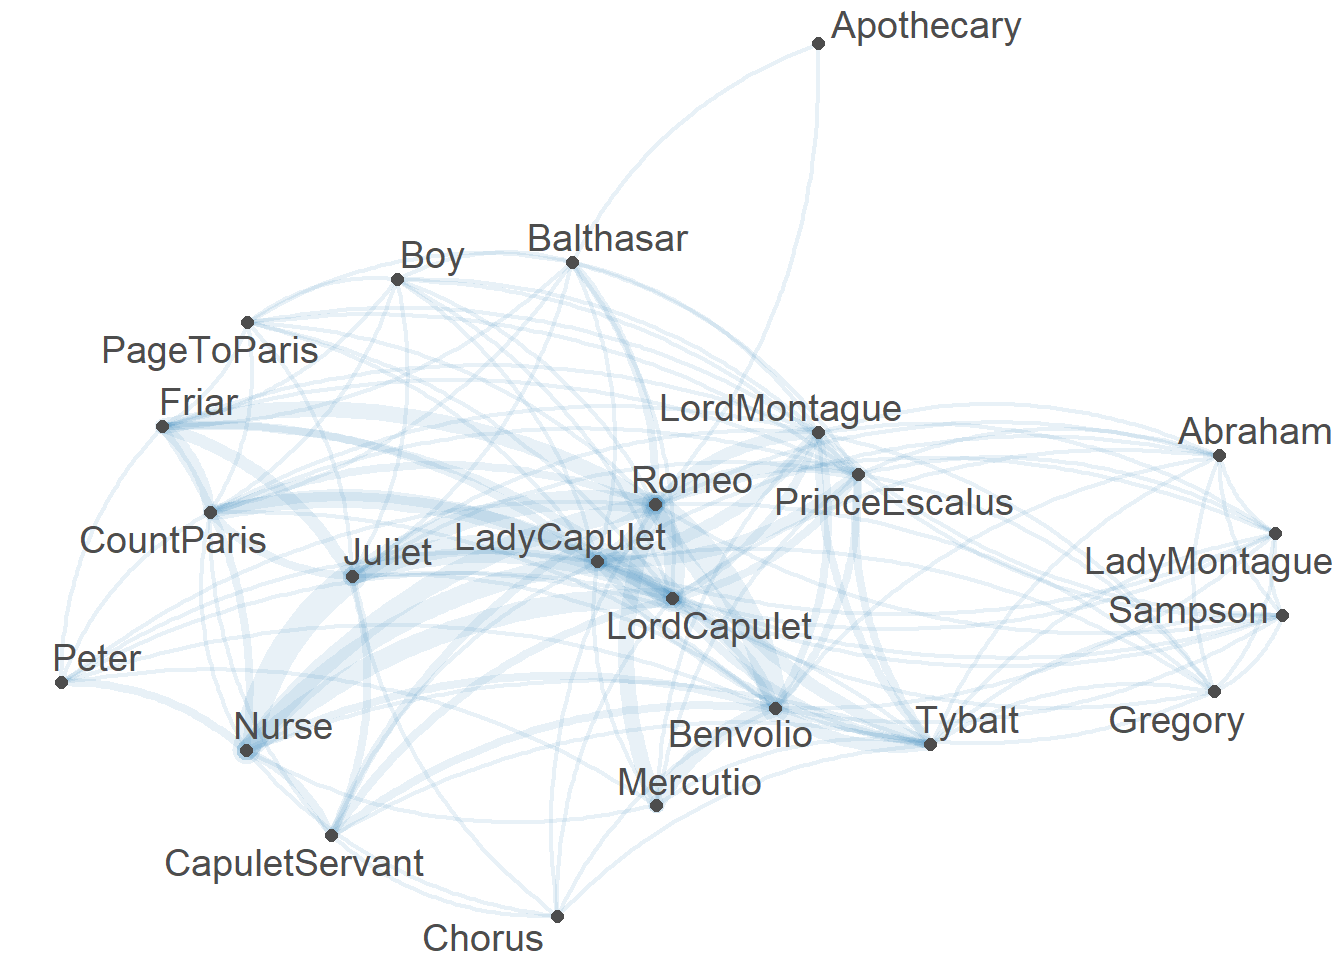 Apothecary
Balthasar
Boy
PageToParis
Friar
LordMontague
Abraham
Romeo
PrinceEscalus
CountParis
LadyCapulet
Juliet
LadyMontague
Sampson
LordCapulet
Peter
Nurse
Benvolio
Tybalt
Gregory
Mercutio
CapuletServant
Chorus